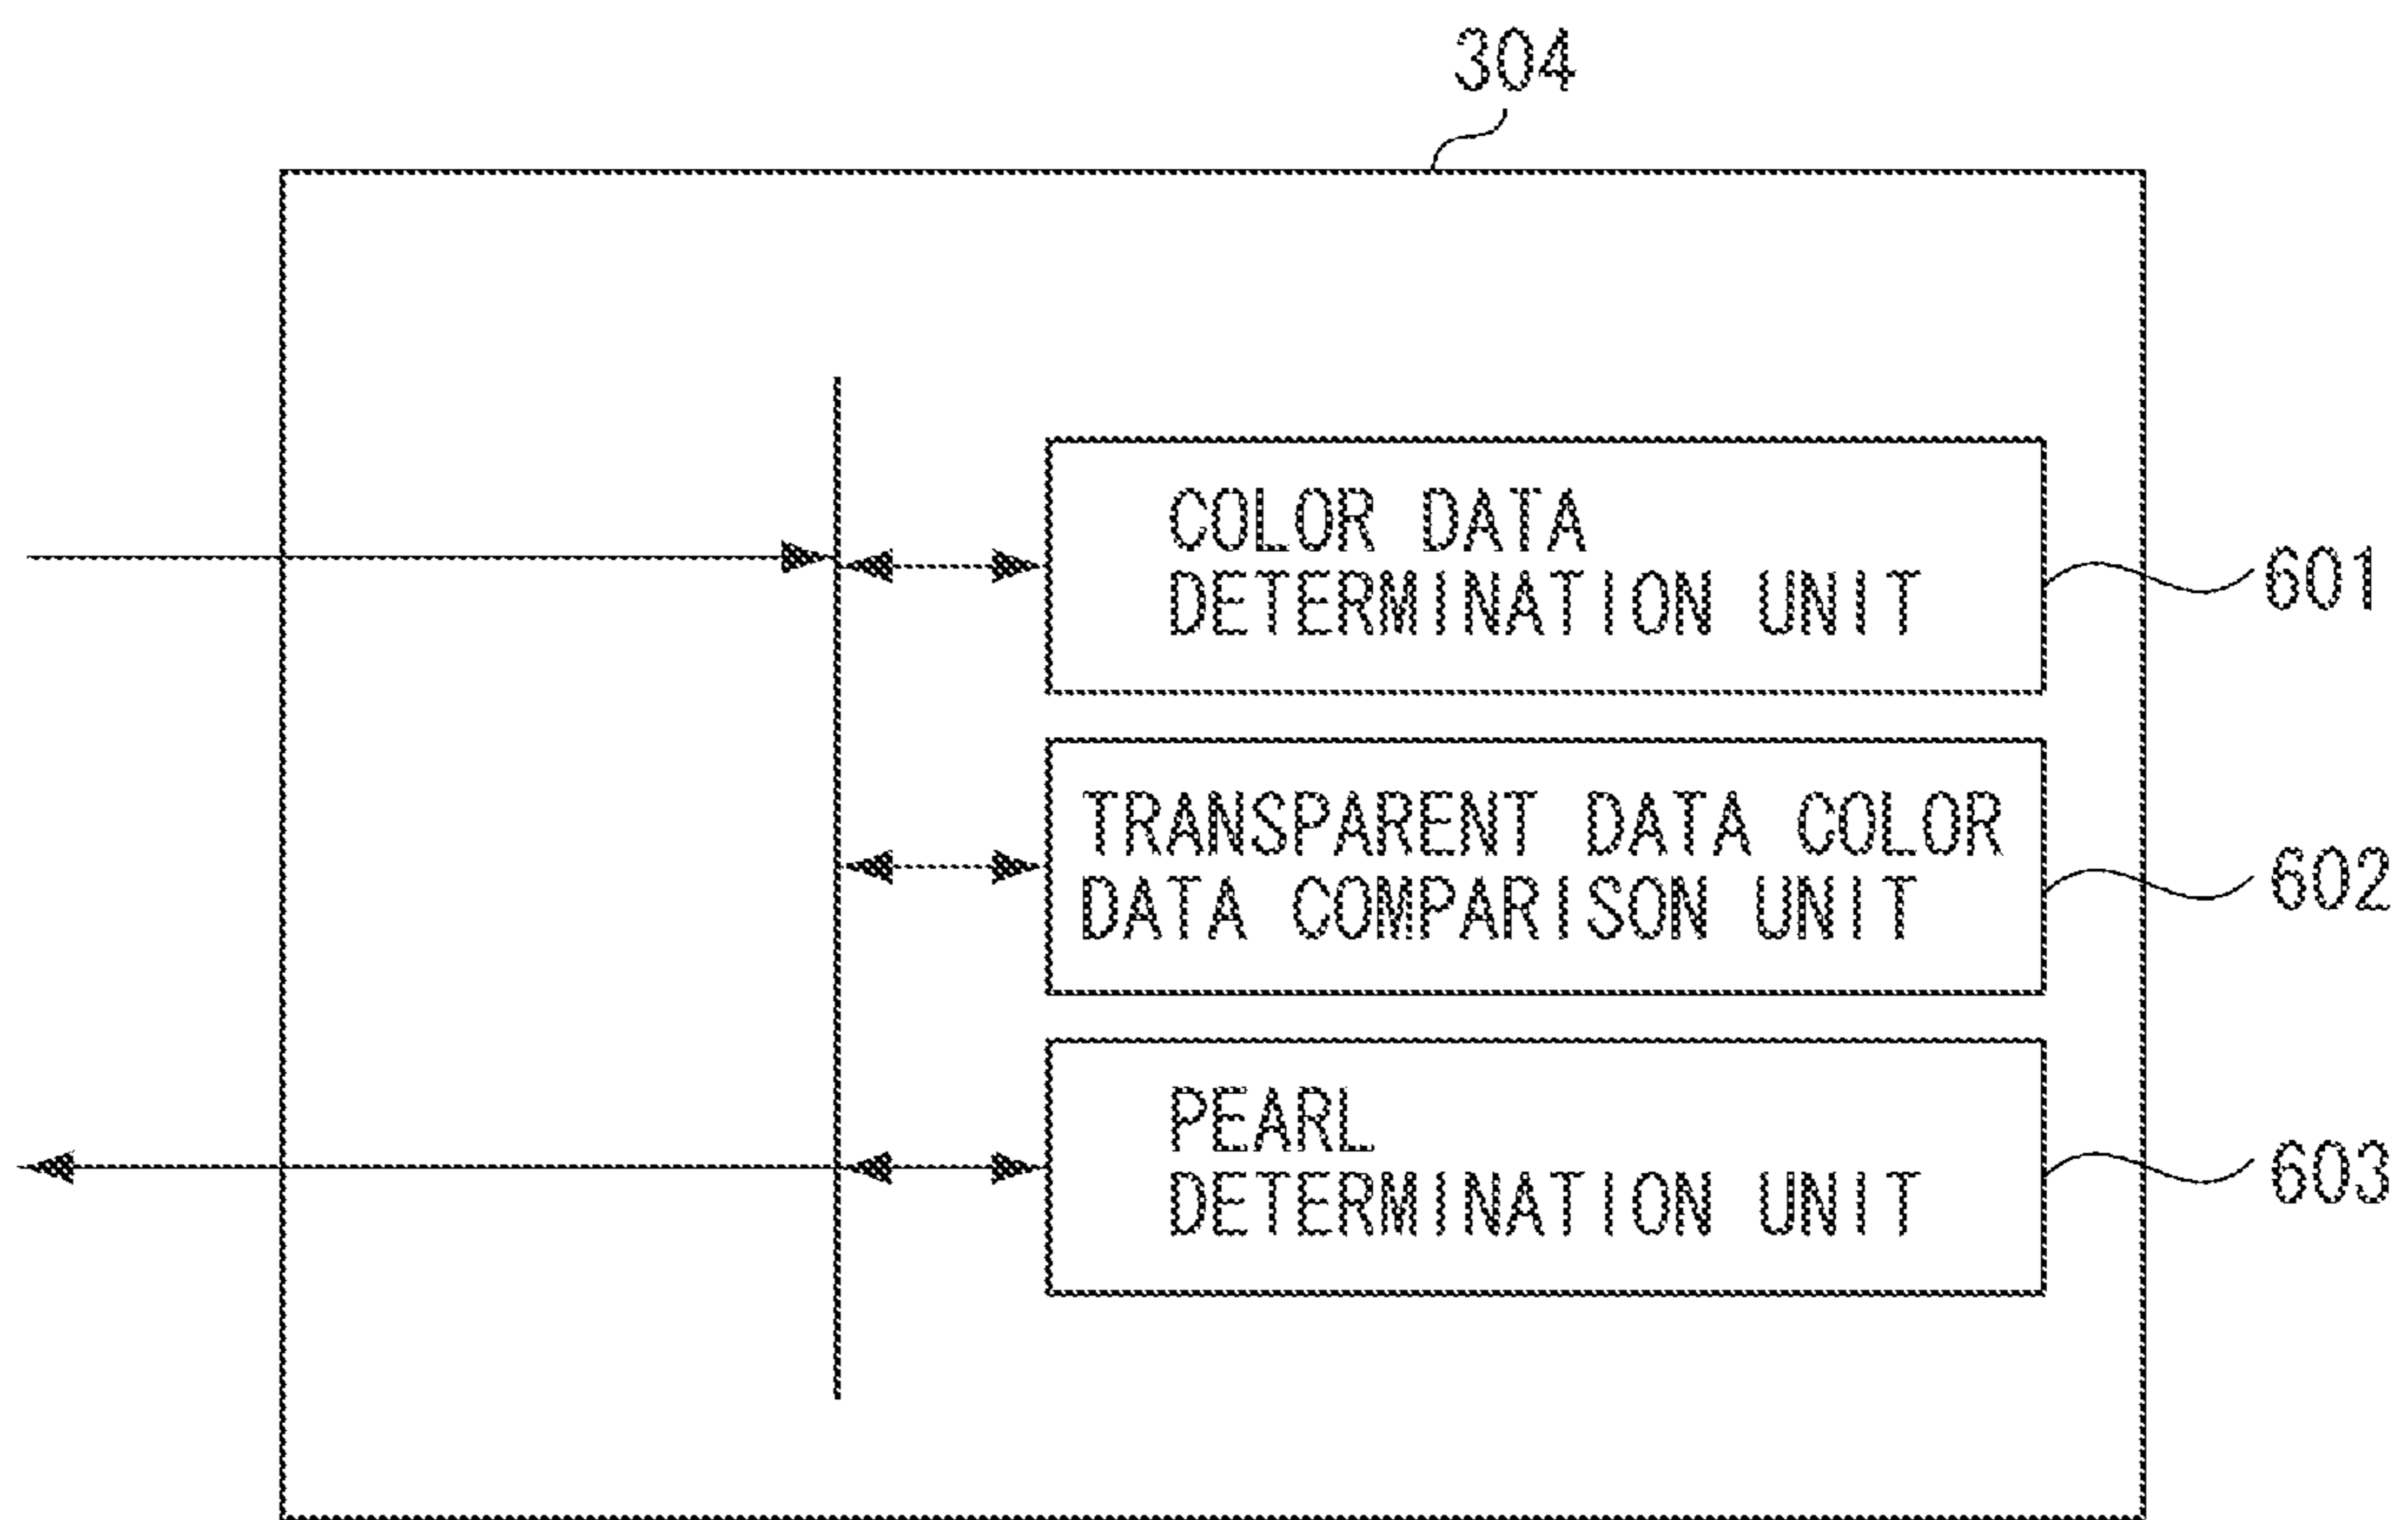 304
COLOR DATA
DETERMINATION UNIT
601
TRANSPARENT DATA COLOR
DATA COMPARISON UNIT
602
PEARL
DETERMINATION UNIT
603